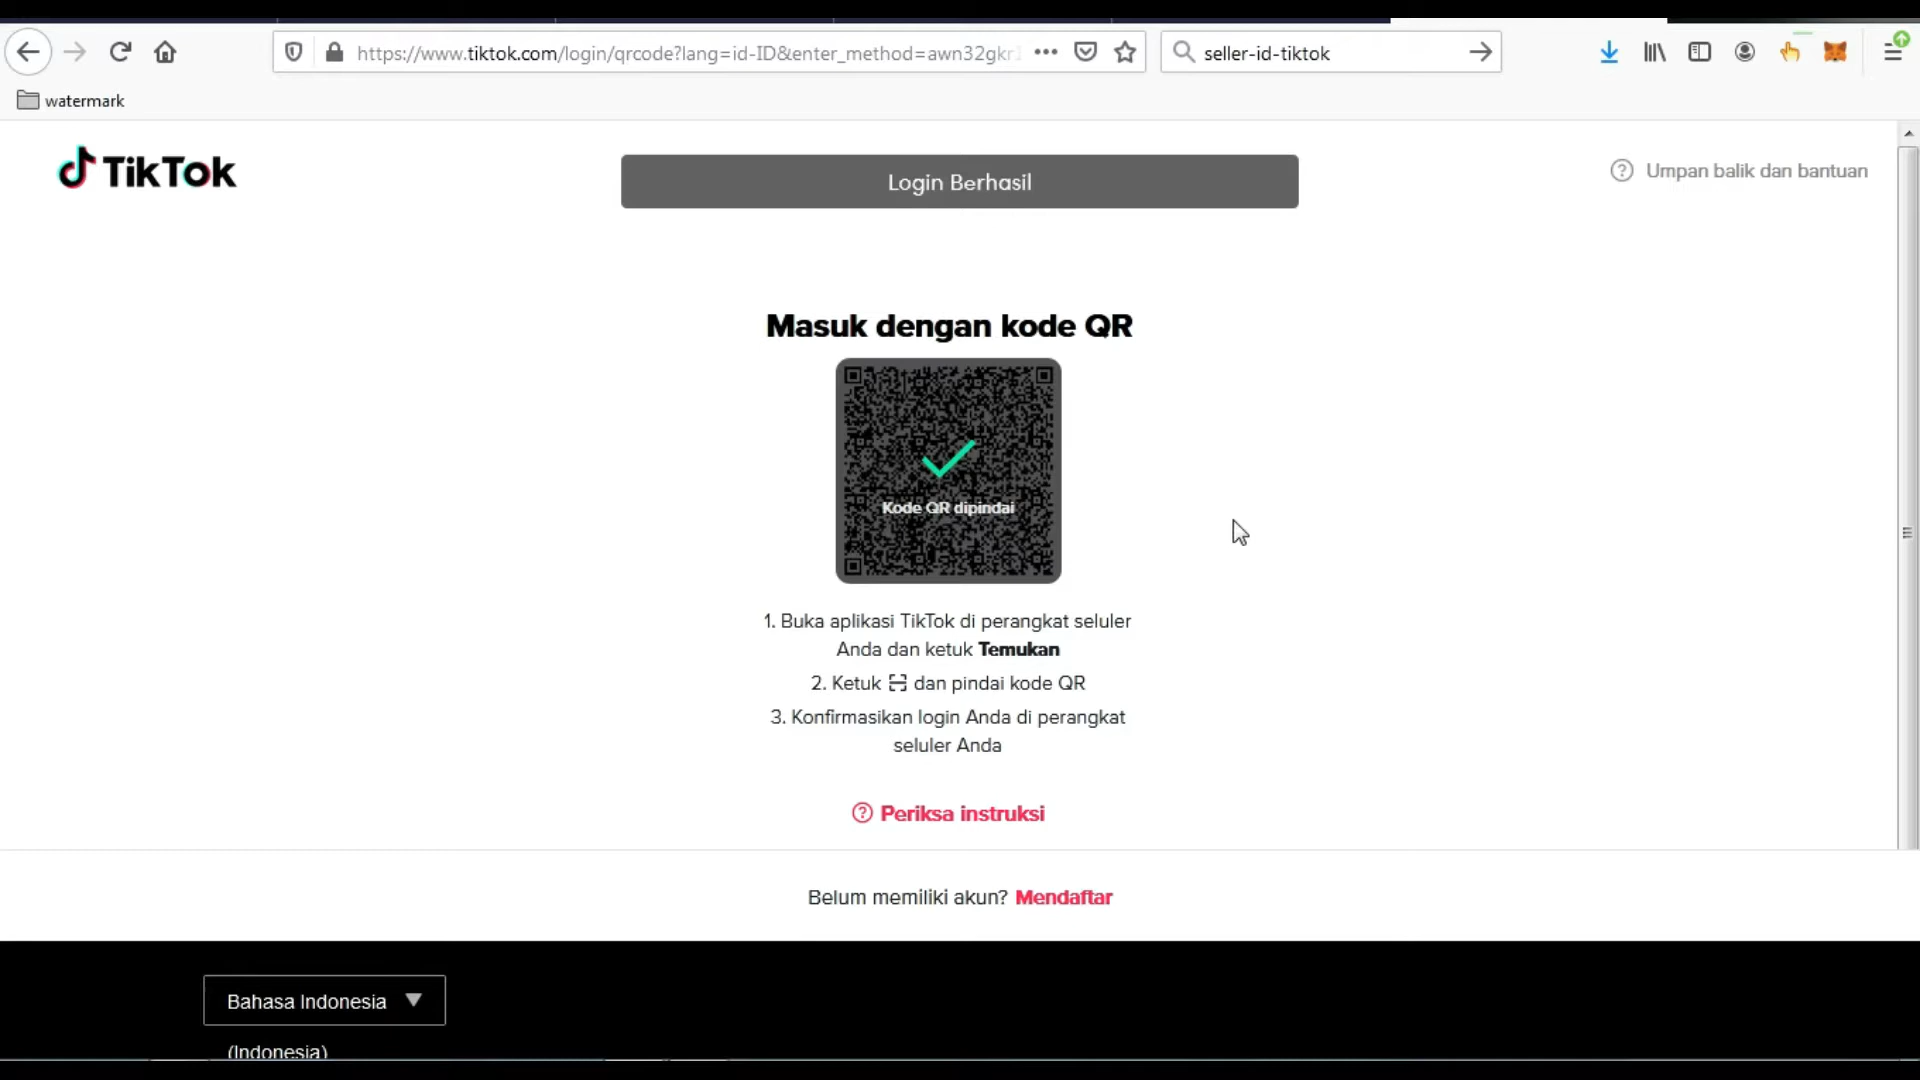 https://www.tiktok.com/login/qrcode?lang=id-ID&enter_method=awn32gkr
seller-id-tiktok
watermark
TikTok
Login Berhasil
Umpan balik dan bantuan
Masuk dengan kode QR
Kode QR dipindai
1. Buka aplikasi TikTok di perangkat seluler
Anda dan ketuk Temukan
2. Ketuk dan pindai kode QR
3. Konfirmasikan login Anda di perangkat
seluler Anda
Periksa instruksi
Belum memiliki akun? Mendaftar
Bahasa Indonesia
(Indonesia)